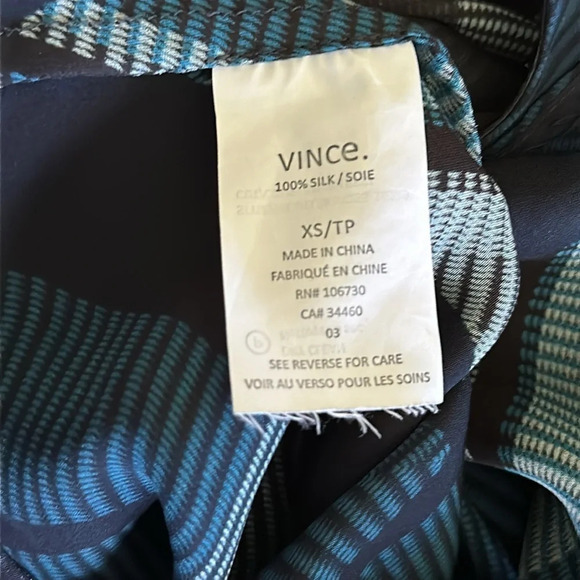 VINCe.
100% SILK / SOIE
XS/TP
MADE IN CHINA
FABRIQUÉ EN CHINE
RN# 106730
CA# 34460
03
SEE REVERSE FOR CARE
VOIR AU VERSO POUR LES SOINS